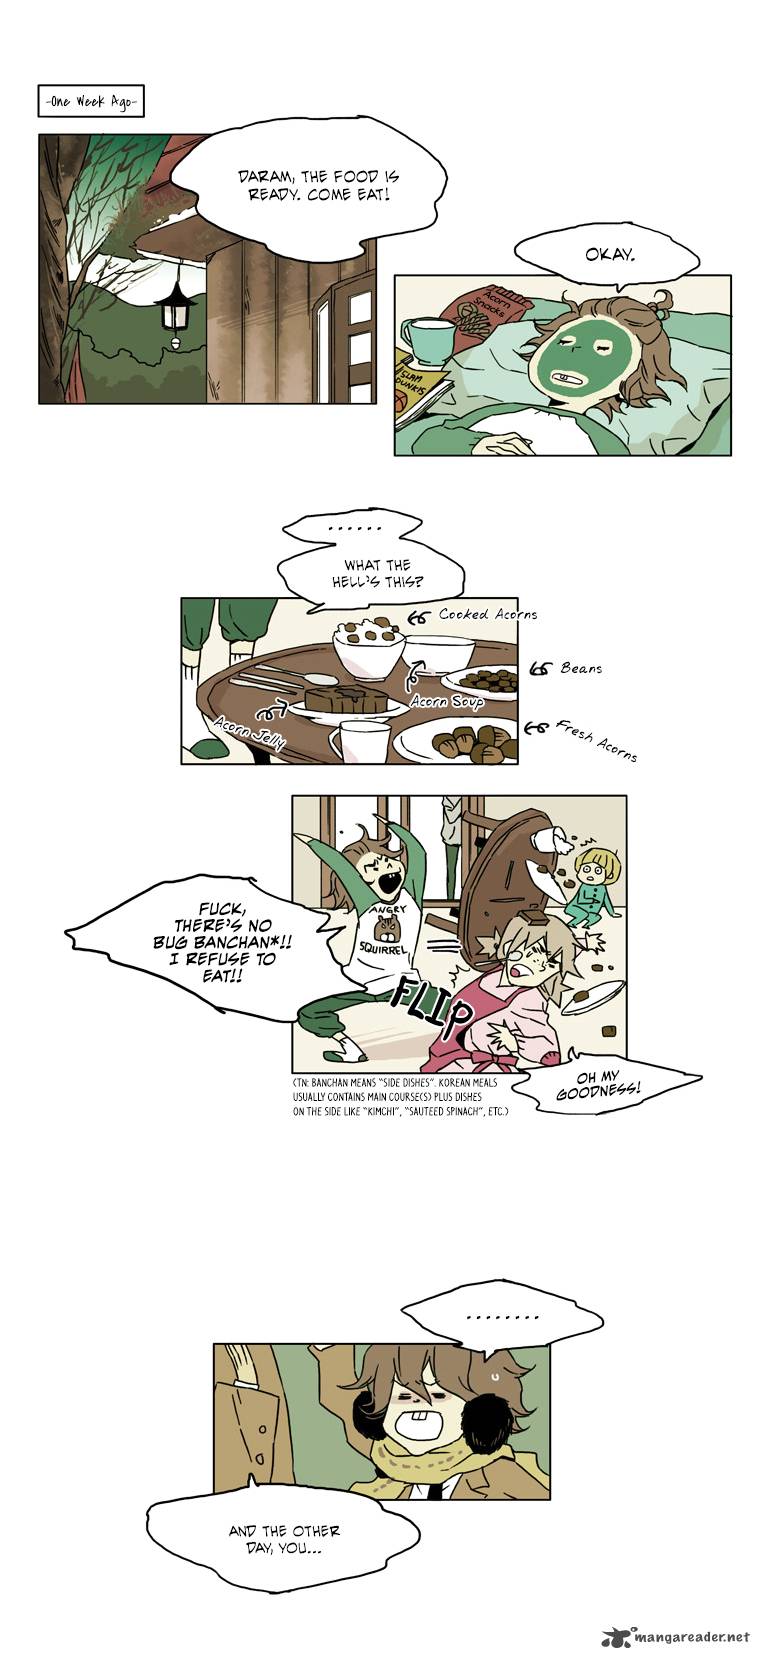 -One Week Ago-
DARAM, THE FOOD IS
READY. COME EAT!
OKAY.
Acorn
Snacks
SLAM
DUNKIS
......
WHAT THE
HELL'S THIS?
Cooked Acorns
Beans
Acorn Soup
Acorn Jelly
Fresh Acorns
FUCK,
THERE'S NO
BUG BANCHAN*!!
I REFUSE TO
EAT!!
ANGRY
SQUIRREL
FLIP
OH MY
GOODNESS!
(TN: BANCHAN MEANS "SIDE DISHES". KOREAN MEALS
USUALLY CONTAINS MAIN COURSE(S) PLUS DISHES
ON THE SIDE LIKE "KIMCHI", "SAUTEED SPINACH", ETC.)
........
AND THE OTHER
DAY, YOU...
mangareader.net